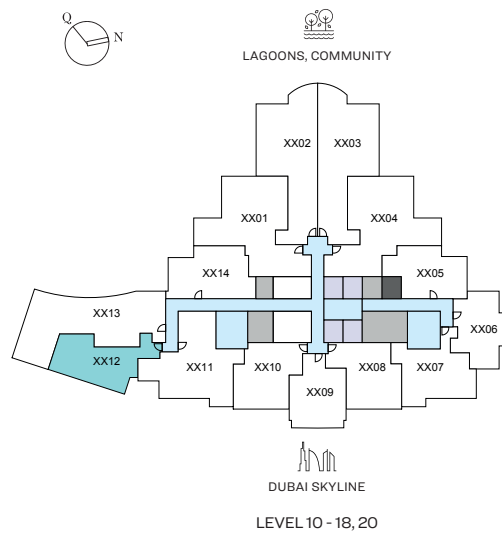 Q
N
LAGOONS, COMMUNITY
XX02 XX03
XX01 XX04
XX14 XX05
XX13
XX06
XX12
XX11 XX10 XX08 XX07
XX09
DUBAI SKYLINE
LEVEL 10 - 18, 20